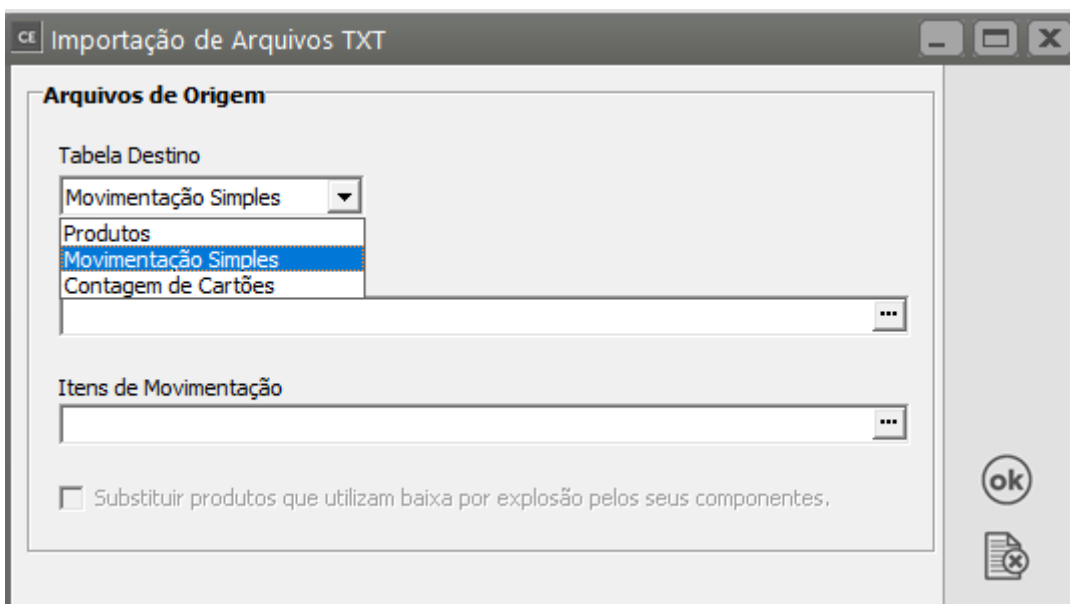 CE Importação de Arquivos TXT
Arquivos de Origem
Tabela Destino
Movimentação Simples
Produtos
Movimentação Simples
Contagem de Cartões
...
Itens de Movimentação
...
Substituir produtos que utilizam baixa por explosão pelos seus componentes.
ok